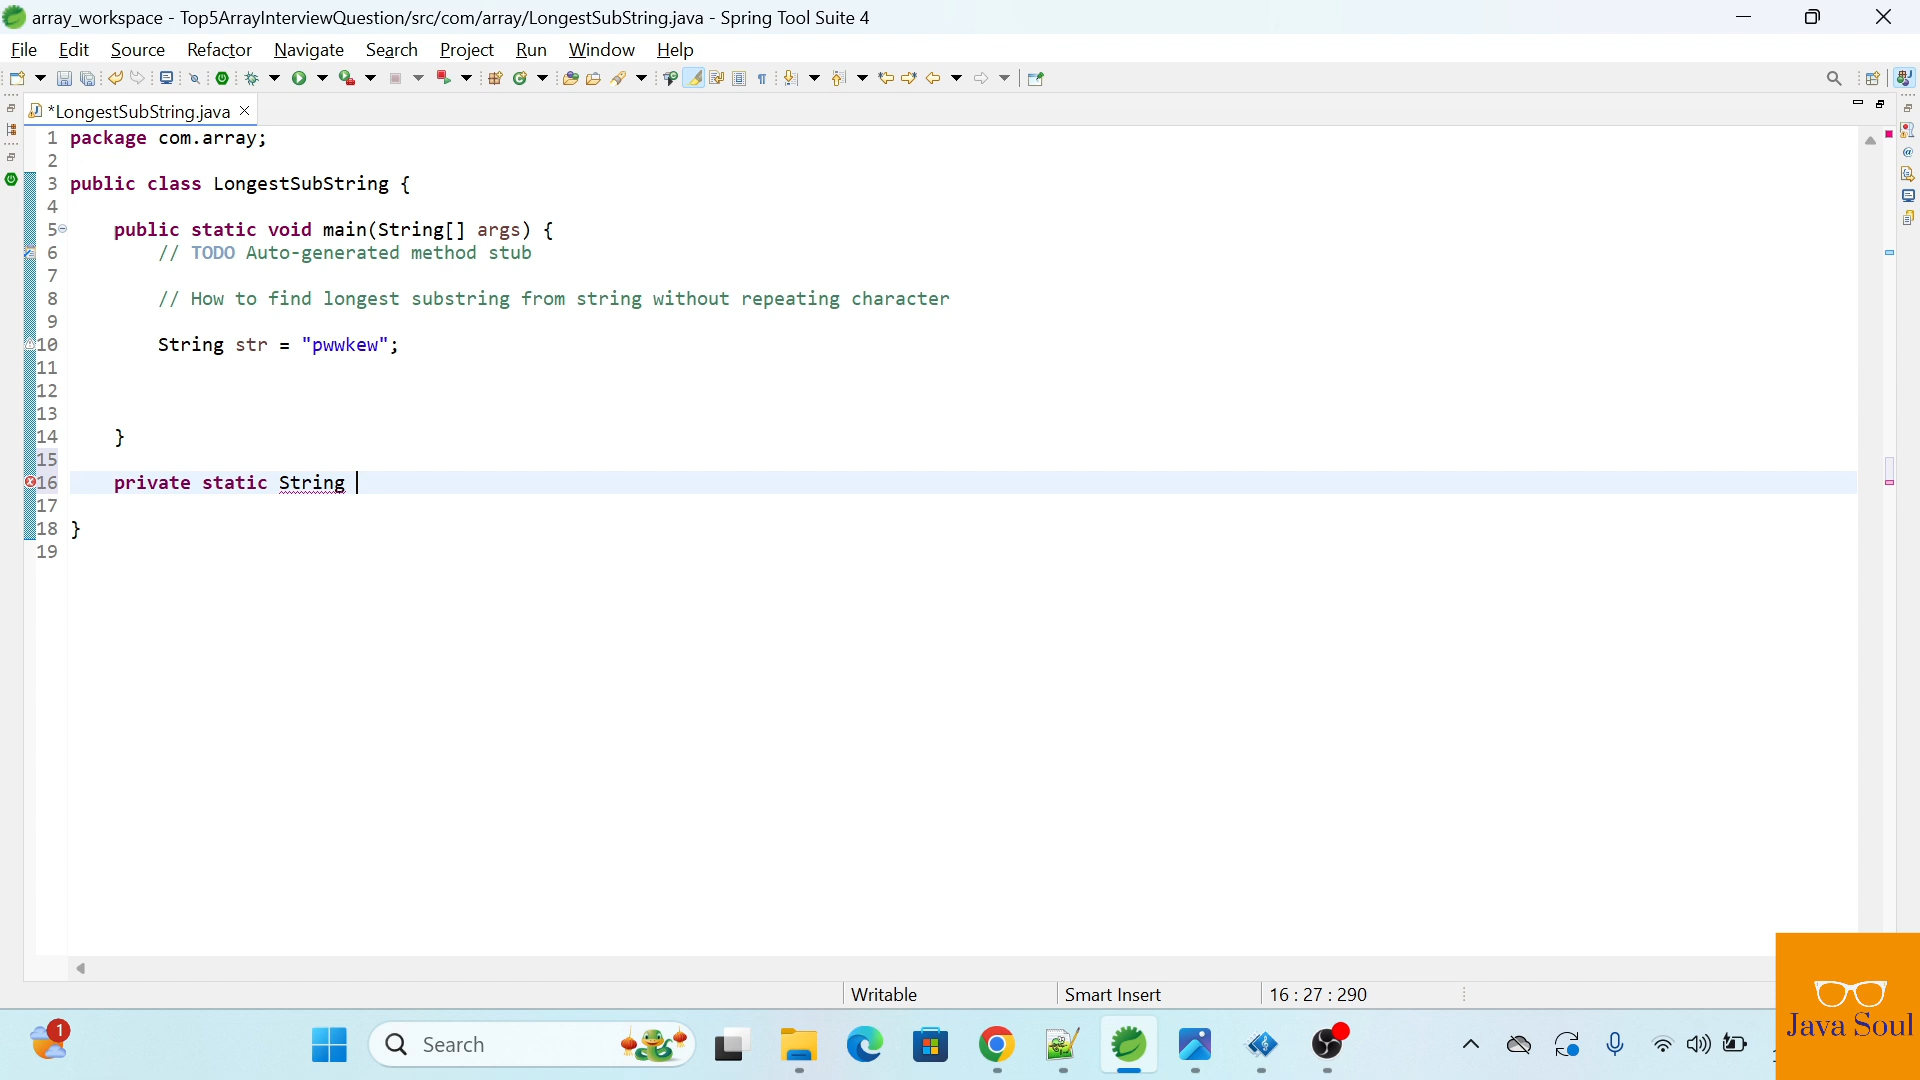 array_workspace - Top5ArrayInterviewQuestion/src/com/array/LongestSubString.java - Spring Tool Suite 4
File Edit Source Refactor Navigate Search Project Run Window Help
*LongestSubString.java
1 package com.array;
2
3 public class LongestSubString {
4
5 public static void main(String[] args) {
6 // TODO Auto-generated method stub
7
8 // How to find longest substring from string without repeating character
9
10 String str = "pwwkew";
11
12
13
14 }
15
16 private static String
17
18 }
19
Writable Smart Insert 16 : 27 : 290
Java Soul
1 Search